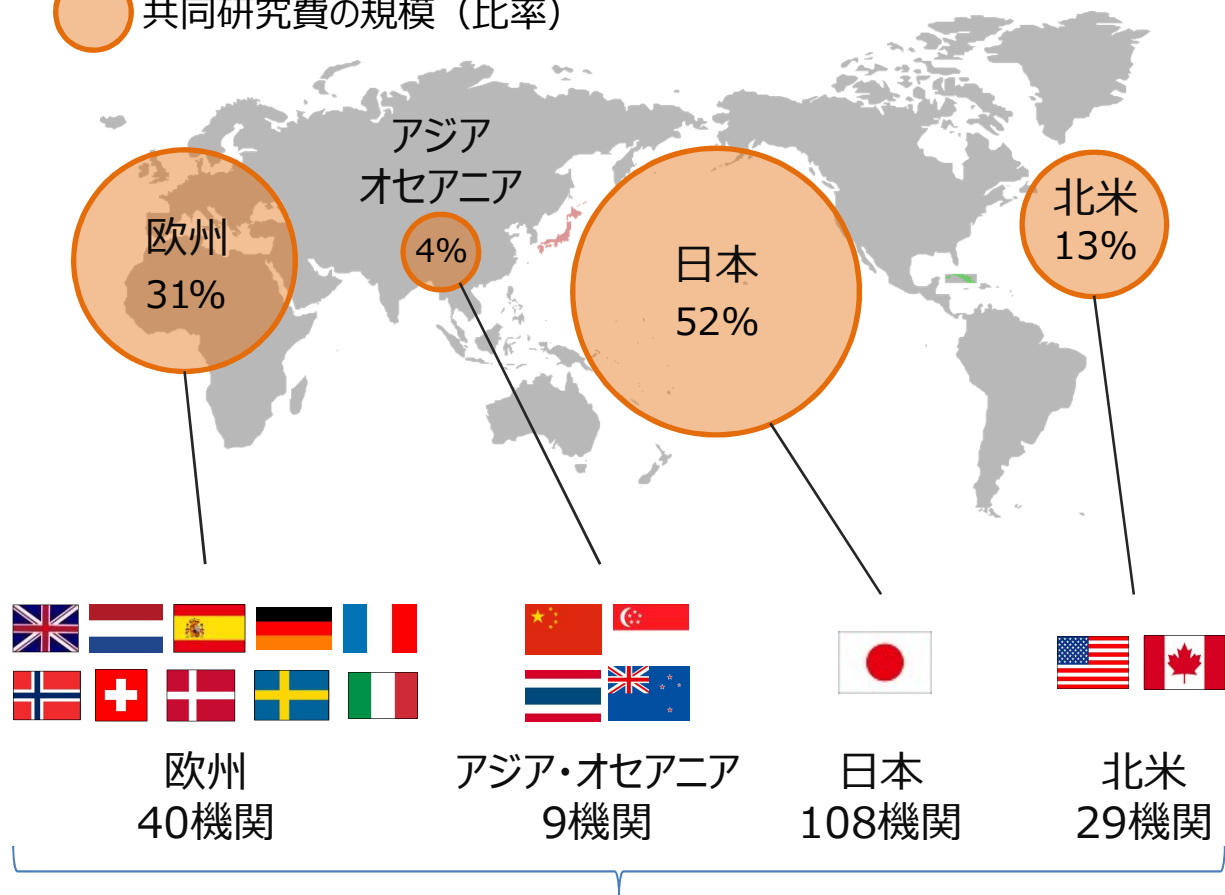 共同研究費の規模（比率）
アジア
オセアニア
欧州
31%
4%
日本
52%
北米
13%
欧州
40機関
アジア・オセアニア
9機関
日本
108機関
北米
29機関